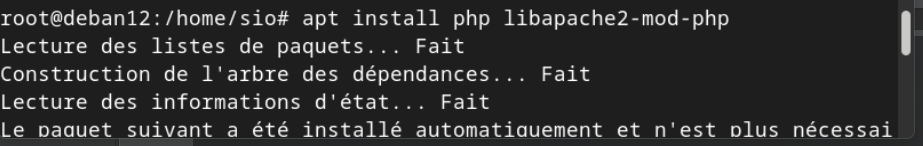 root@deban12:/home/sio# apt install php libapache2-mod-php
Lecture des listes de paquets... Fait
Construction de l'arbre des dépendances... Fait
Lecture des informations d'état... Fait
Le paquet suivant a été installé automatiquement et n'est plus nécessai